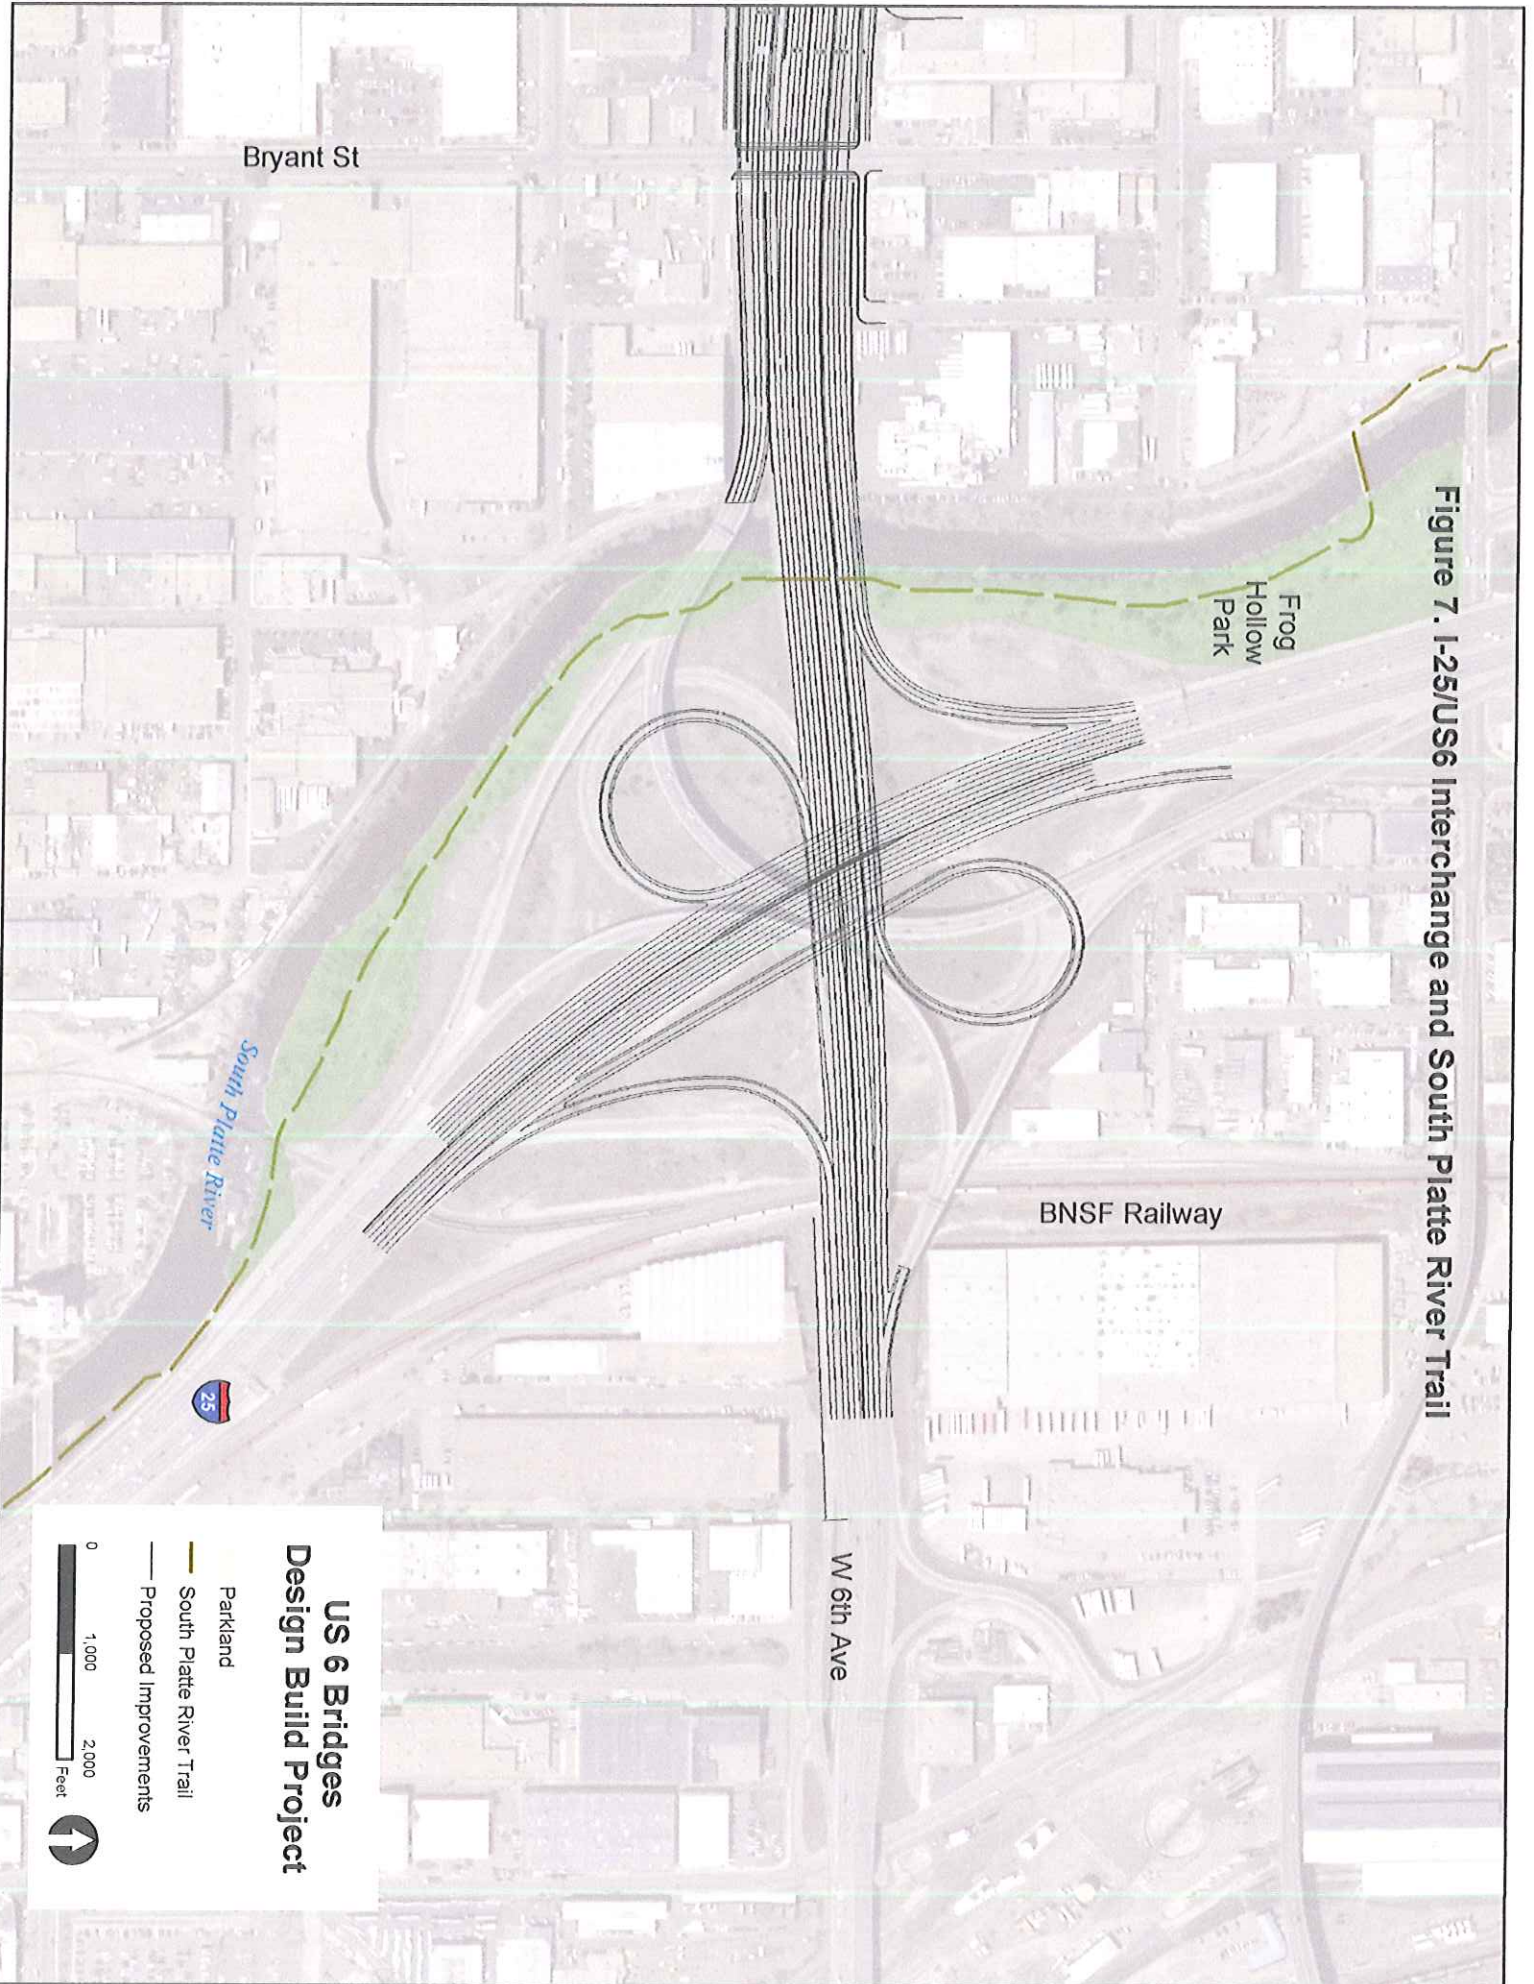 Figure 7. I-25/US6 Interchange and South Platte River Trail
Bryant St
Frog
Hollow
Park
BNSF Railway
South Platte River
25
W 6th Ave
US 6 Bridges
Design Build Project
Parkland
South Platte River Trail
Proposed Improvements
0 1,000 2,000
Feet